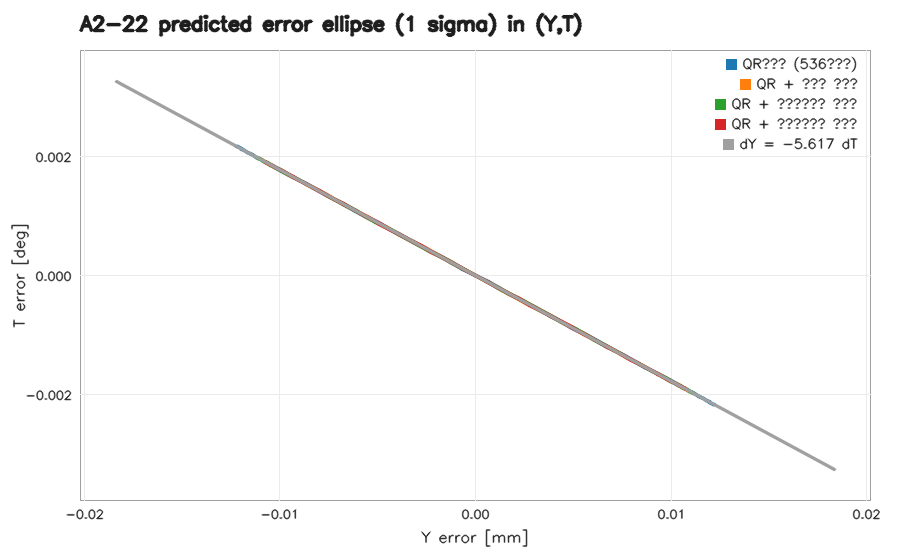 A2-22 predicted error ellipse (1 sigma) in (Y,T)
QR??? (536???)
QR + ??? ???
QR + ?????? ???
QR + ?????? ???
dY = -5.617 dT
0.002
0.000
-0.002
T error [deg]
-0.02
-0.01
0.00
0.01
0.02
Y error [mm]